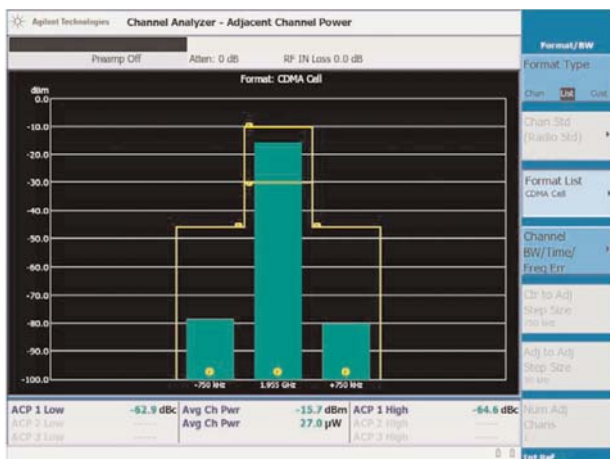 Agilent Technologies Channel Analyzer - Adjacent Channel Power
Preamp Off Atten: 0 dB RF IN Loss 0.0 dB
Format: CDMA Cell
dBm
0.0
-10.0
-20.0
-30.0
-40.0
-50.0
-60.0
-70.0
-80.0
-90.0
-100.0
-750 kHz 1.955 GHz +750 kHz
ACP 1 Low -62.9 dBc Avg Ch Pwr -15.7 dBm ACP 1 High -64.6 dBc
ACP 2 Low ----- Avg Ch Pwr 27.0 µW ACP 2 High -----
ACP 3 Low ----- ACP 3 High -----
0 0
Format/BW
Format Type
Chan List Cust
Chan Std
(Radio Std)
Format List
CDMA Cell
Channel
BW/Time/
Freq Err
Ctr to Adj
Step Size
750 kHz
Adj to Adj
Step Size
Num Adj
Chans
Int Ref